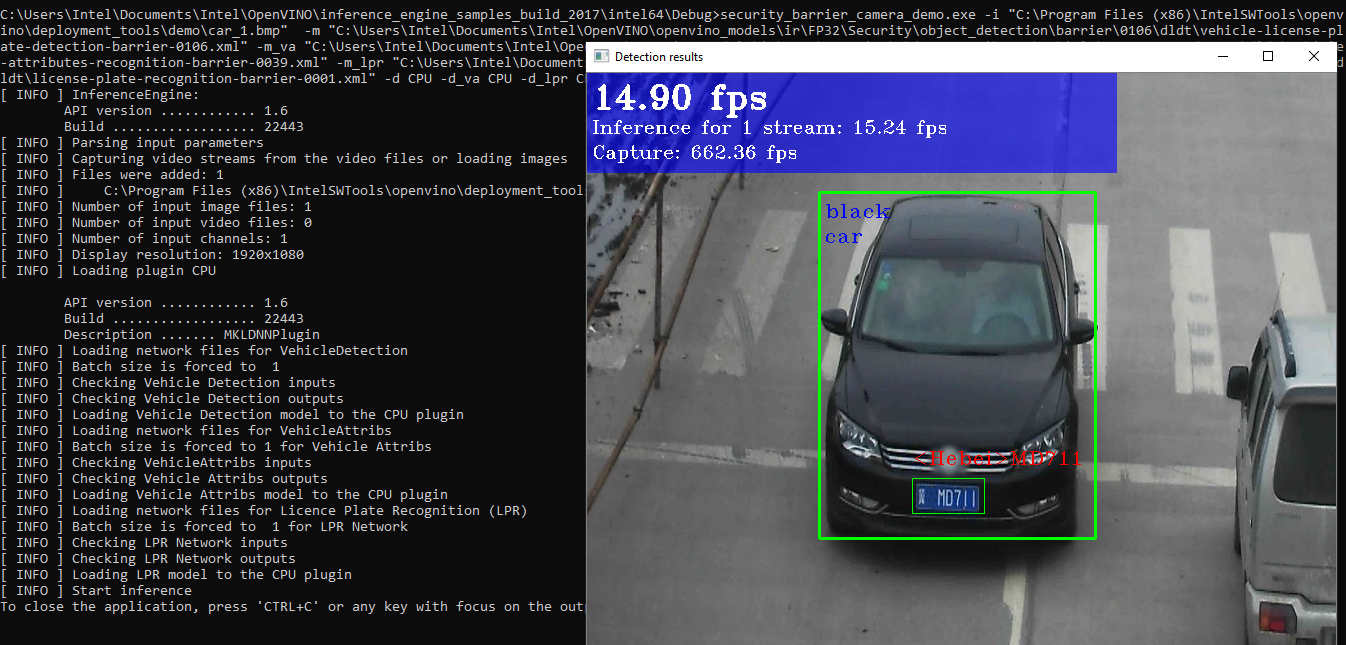 C:\Users\Intel\Documents\Intel\OpenVINO\inference_engine_samples_build_2017\intel64\Debug>security_barrier_camera_demo.exe -i "C:\Program Files (x86)\IntelSWTools\openv
ino\deployment_tools\demo\car_1.bmp"  -m "C:\Users\Intel\Documents\Intel\OpenVINO\openvino_models\ir\FP32\Security\object_detection\barrier\0106\dldt\vehicle-license-pl
ate-detection-barrier-0106.xml" -m_va "C:\Users\Intel\Documents\Intel\Ope
-attributes-recognition-barrier-0039.xml" -m_lpr "C:\Users\Intel\Document
ldt\license-plate-recognition-barrier-0001.xml" -d CPU -d_va CPU -d_lpr C
[ INFO ] InferenceEngine:
API version ............ 1.6
Build .................. 22443
[ INFO ] Parsing input parameters
[ INFO ] Capturing video streams from the video files or loading images
[ INFO ] Files were added: 1
[ INFO ]     C:\Program Files (x86)\IntelSWTools\openvino\deployment_tool
[ INFO ] Number of input image files: 1
[ INFO ] Number of input video files: 0
[ INFO ] Number of input channels: 1
[ INFO ] Display resolution: 1920x1080
[ INFO ] Loading plugin CPU
API version ............ 1.6
Build .................. 22443
Description ....... MKLDNNPlugin
[ INFO ] Loading network files for VehicleDetection
[ INFO ] Batch size is forced to  1
[ INFO ] Checking Vehicle Detection inputs
[ INFO ] Checking Vehicle Detection outputs
[ INFO ] Loading Vehicle Detection model to the CPU plugin
[ INFO ] Loading network files for VehicleAttribs
[ INFO ] Batch size is forced to 1 for Vehicle Attribs
[ INFO ] Checking VehicleAttribs inputs
[ INFO ] Checking Vehicle Attribs outputs
[ INFO ] Loading Vehicle Attribs model to the CPU plugin
[ INFO ] Loading network files for Licence Plate Recognition (LPR)
[ INFO ] Batch size is forced to  1 for LPR Network
[ INFO ] Checking LPR Network inputs
[ INFO ] Checking LPR Network outputs
[ INFO ] Loading LPR model to the CPU plugin
[ INFO ] Start inference
To close the application, press 'CTRL+C' or any key with focus on the out
Detection results
14.90 fps
Inference for 1 stream: 15.24 fps
Capture: 662.36 fps
black
car
<Hebei>MD711
冀 MD711